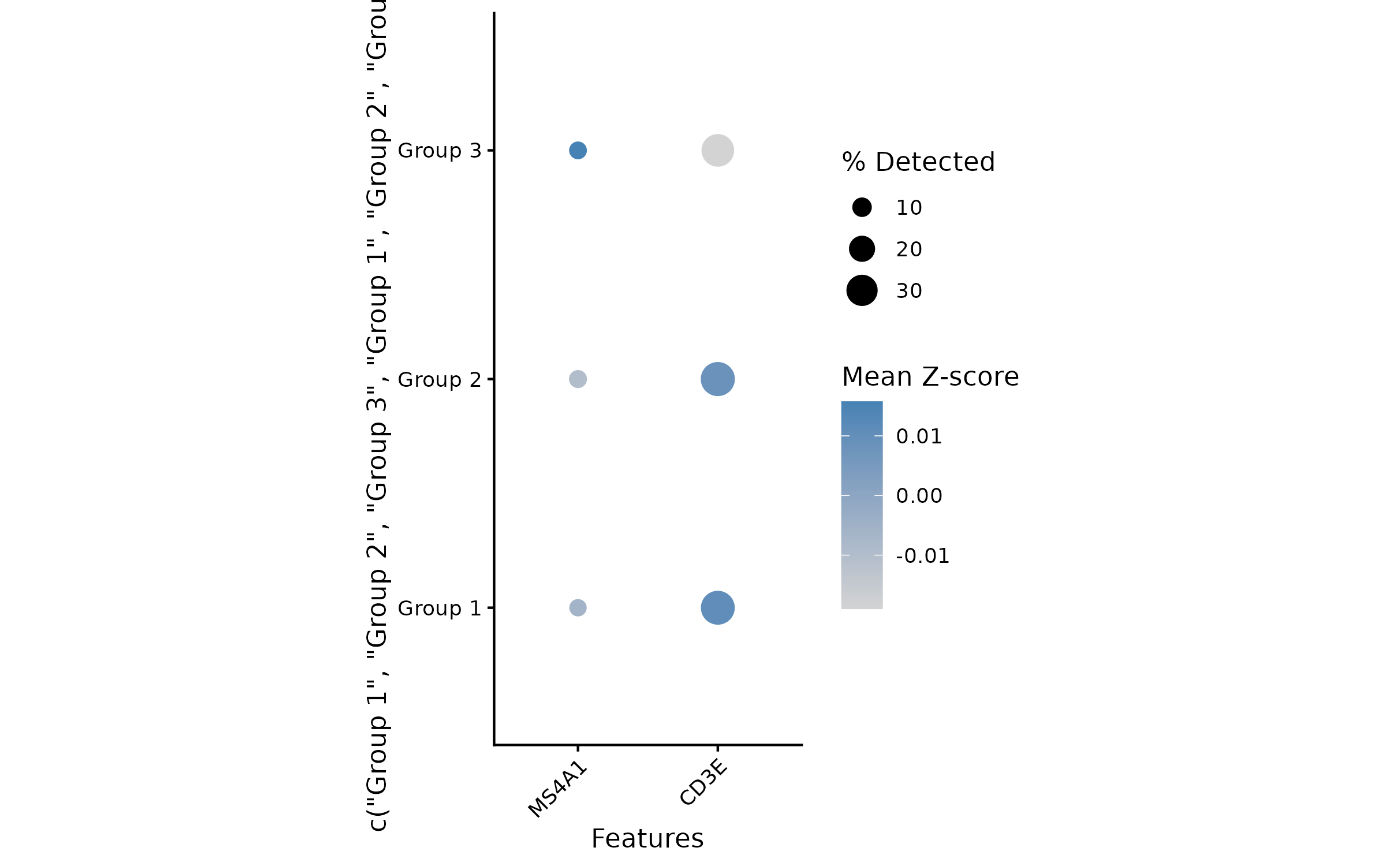 c("Group 1", "Group 2", "Group 3", "Group 1", "Group 2", "Grou
Group 3
Group 2
Group 1
MS4A1
CD3E
Features
% Detected
10
20
30
Mean Z-score
0.01
0.00
-0.01